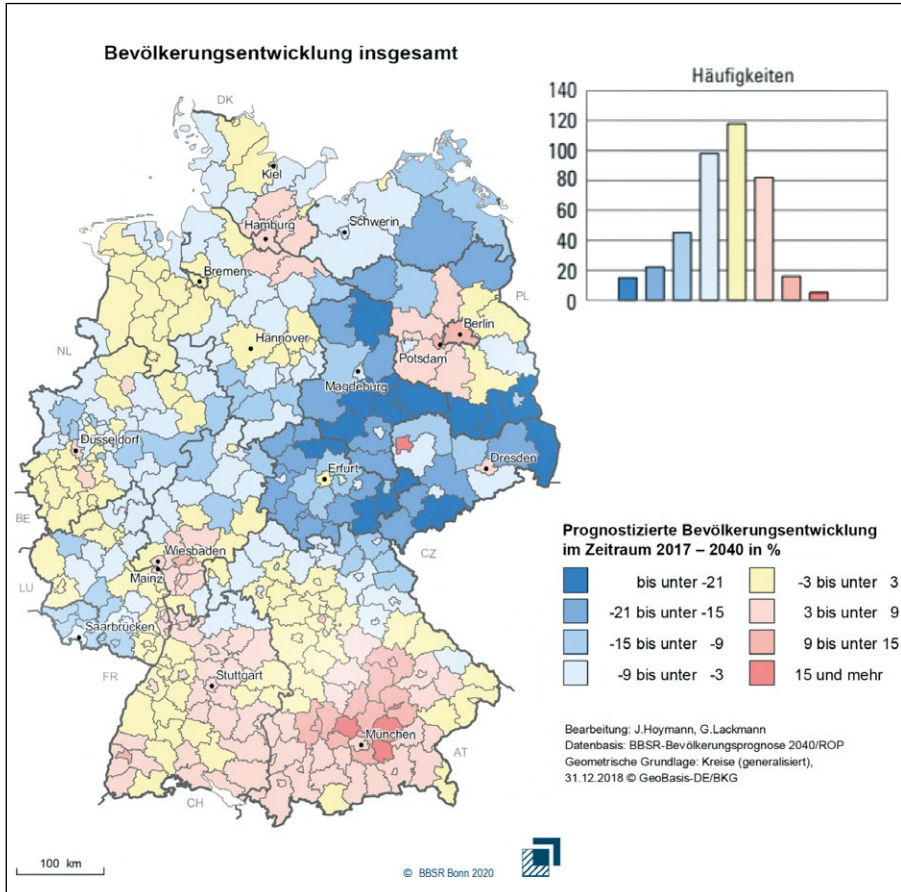 Bevölkerungsentwicklung insgesamt
Häufigkeiten
140
120
100
80
60
40
20
0
DK
Kiel
Hamburg
Schwerin
Bremen
PL
Berlin
NL
Hannover
Potsdam
Magdeburg
Düsseldorf
Dresden
Erfurt
BE
Wiesbaden
CZ
LU
Mainz
Saarbrücken
FR
Stuttgart
München
AT
CH
Prognostizierte Bevölkerungsentwicklung
im Zeitraum 2017 – 2040 in %
bis unter -21
-21 bis unter -15
-15 bis unter -9
-9 bis unter -3
-3 bis unter 3
3 bis unter 9
9 bis unter 15
15 und mehr
Bearbeitung: J.Hoymann, G.Lackmann
Datenbasis: BBSR-Bevölkerungsprognose 2040/ROP
Geometrische Grundlage: Kreise (generalisiert),
31.12.2018 © GeoBasis-DE/BKG
100 km
© BBSR Bonn 2020